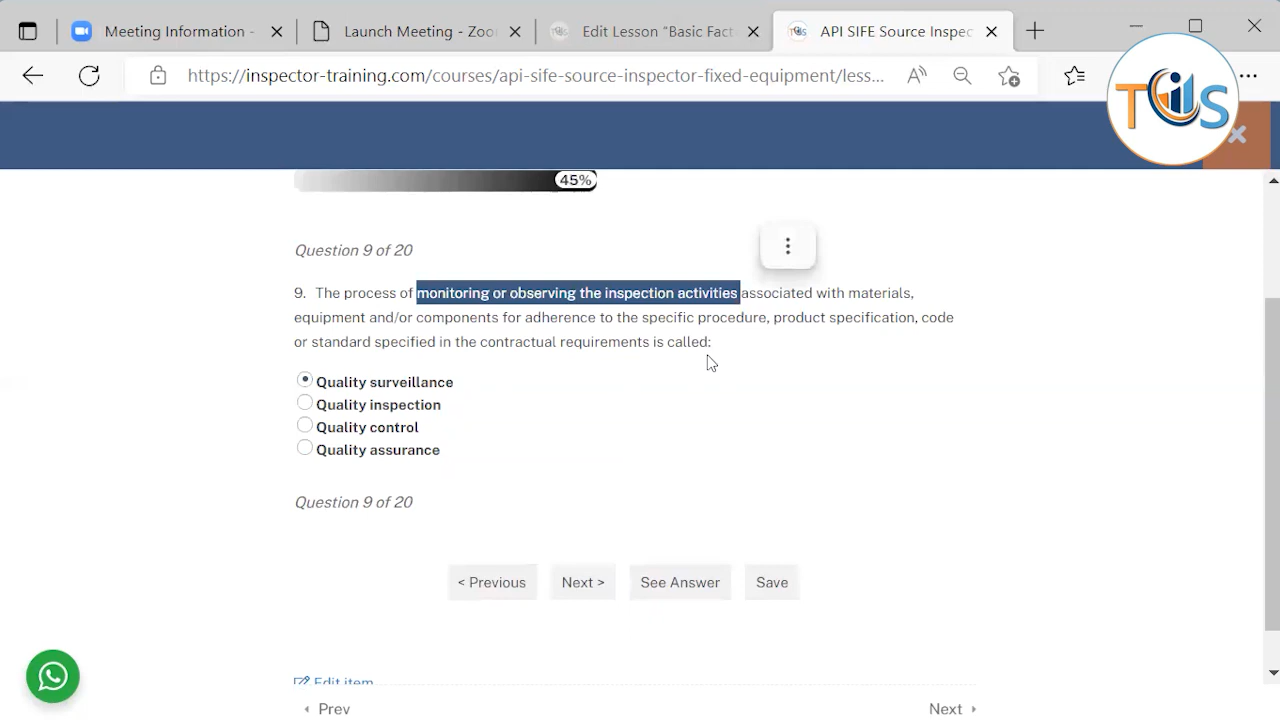 Meeting Information -
Launch Meeting - Zoo
Edit Lesson "Basic Fact
API SIFE Source Inspec
https://inspector-training.com/courses/api-sife-source-inspector-fixed-equipment/less...
TIIS
45%
Question 9 of 20
9. The process of monitoring or observing the inspection activities associated with materials,
equipment and/or components for adherence to the specific procedure, product specification, code
or standard specified in the contractual requirements is called:
Quality surveillance
Quality inspection
Quality control
Quality assurance
Question 9 of 20
< Previous
Next >
See Answer
Save
Edit item
Prev
Next